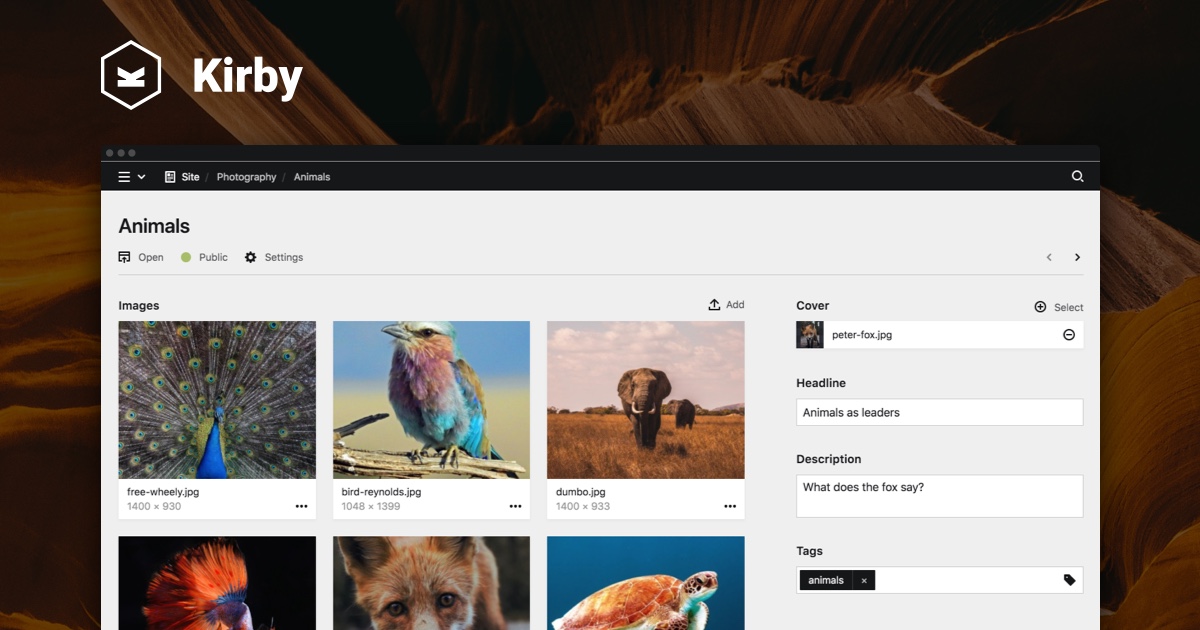 Kirby
Site / Photography / Animals
Animals
Open Public Settings
Images
Add
free-wheely.jpg
1400 × 930
bird-reynolds.jpg
1048 × 1399
dumbo.jpg
1400 × 933
Cover
Select
peter-fox.jpg
Headline
Animals as leaders
Description
What does the fox say?
Tags
animals ×